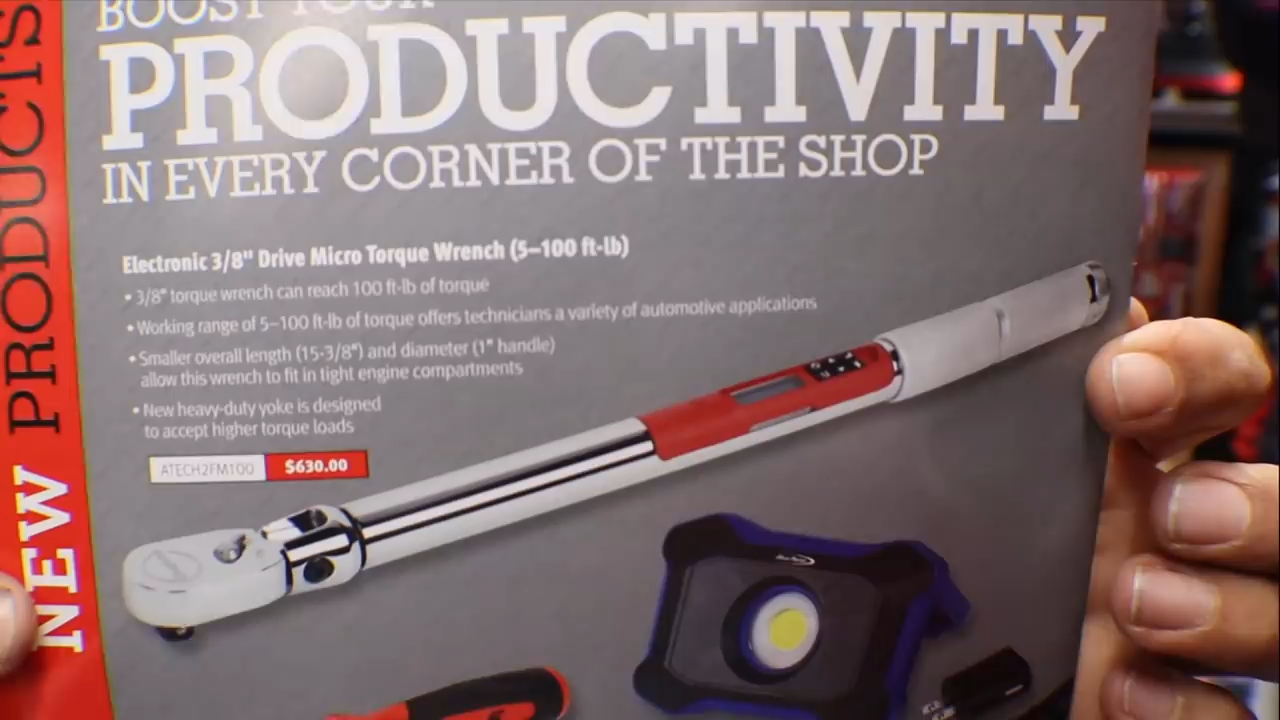 NEW PRODUCTS
BOOST YOUR
PRODUCTIVITY
IN EVERY CORNER OF THE SHOP
Electronic 3/8" Drive Micro Torque Wrench (5–100 ft-lb)
• 3/8" torque wrench can reach 100 ft-lb of torque
• Working range of 5–100 ft-lb of torque offers technicians a variety of automotive applications
• Smaller overall length (15-3/8") and diameter (1" handle)
allow this wrench to fit in tight engine compartments
• New heavy-duty yoke is designed
to accept higher torque loads
ATECH2FM100 $630.00